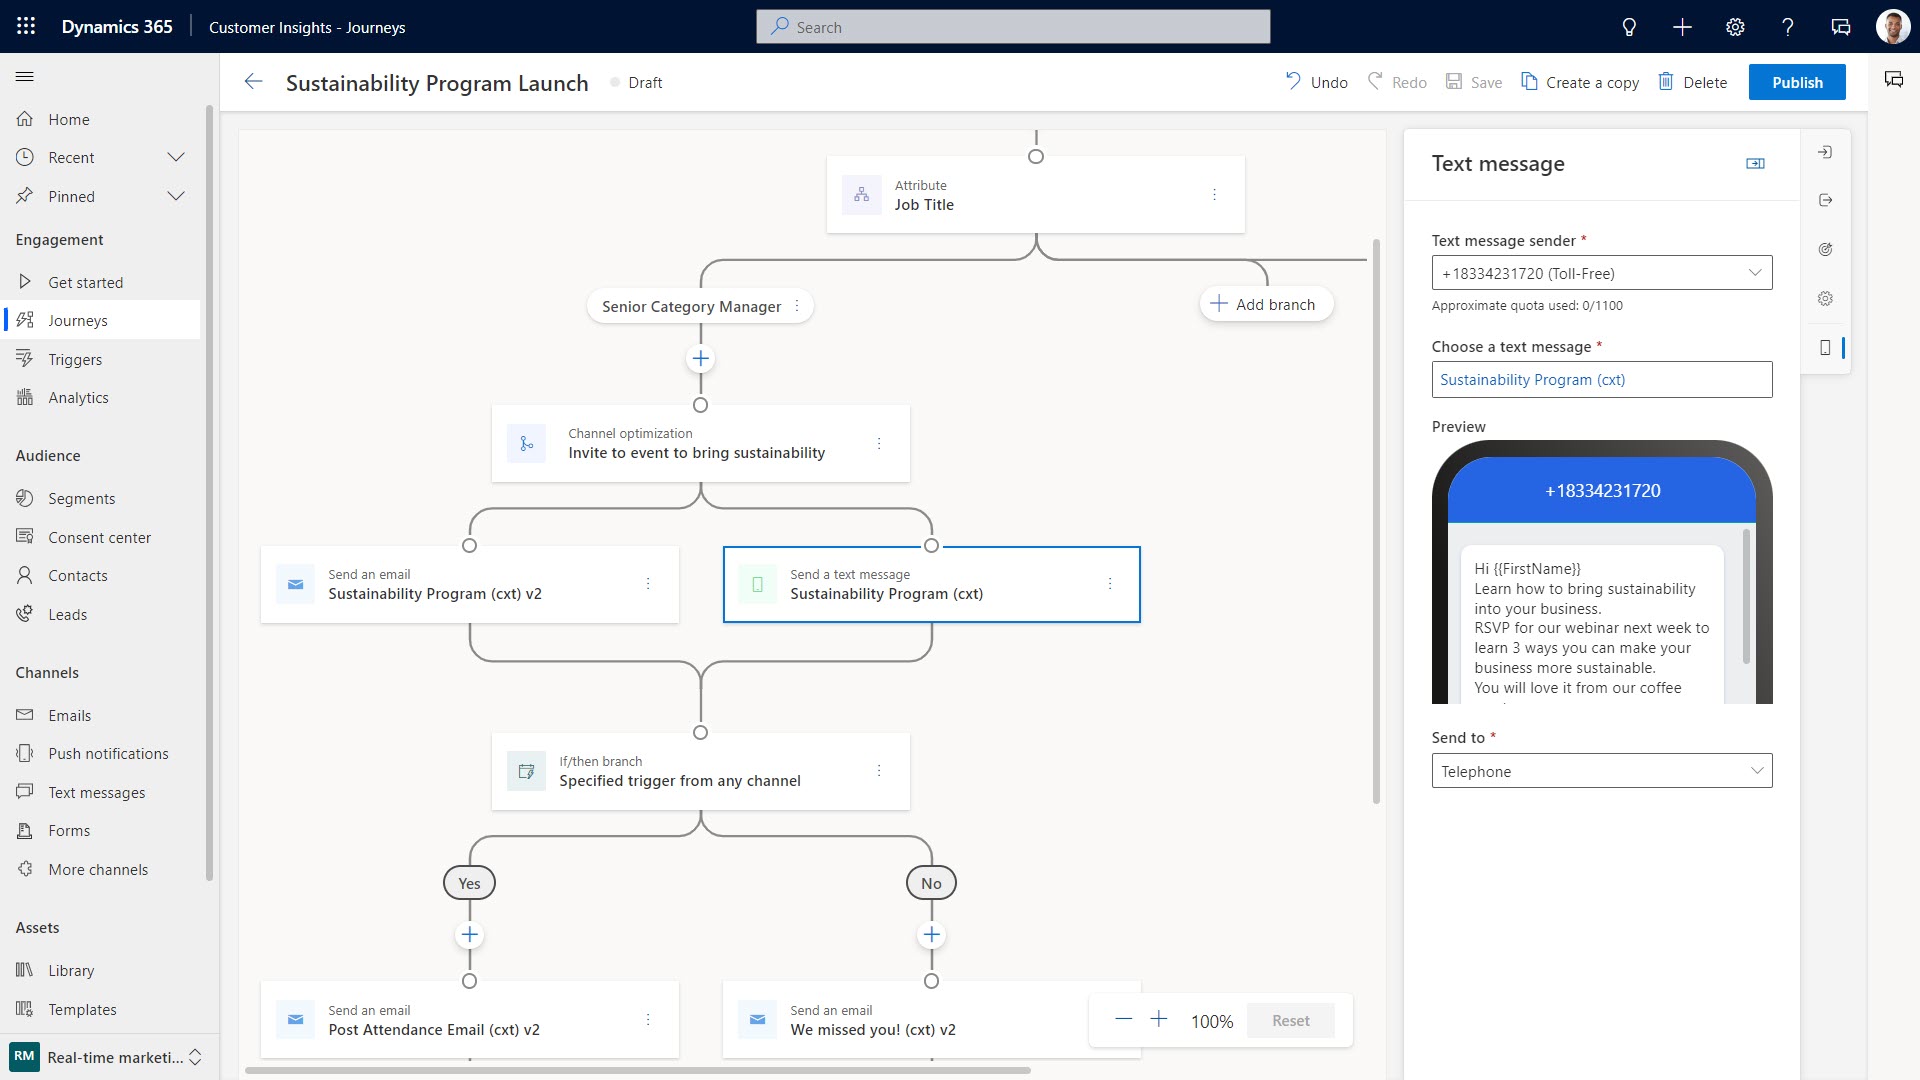 Dynamics 365
Customer Insights - Journeys
Search
Sustainability Program Launch
Draft
Undo
Redo
Save
Create a copy
Delete
Publish
Home
Recent
Pinned
Engagement
Get started
Journeys
Triggers
Analytics
Audience
Segments
Consent center
Contacts
Leads
Channels
Emails
Push notifications
Text messages
Forms
More channels
Assets
Library
Templates
RM
Real-time marketi...
Attribute
Job Title
Senior Category Manager
Add branch
Channel optimization
Invite to event to bring sustainability
Send an email
Sustainability Program (cxt) v2
Send a text message
Sustainability Program (cxt)
If/then branch
Specified trigger from any channel
Yes
No
Send an email
Post Attendance Email (cxt) v2
Send an email
We missed you! (cxt) v2
100%
Reset
Text message
Text message sender *
+18334231720 (Toll-Free)
Approximate quota used: 0/1100
Choose a text message *
Sustainability Program (cxt)
Preview
+18334231720
Hi {{FirstName}}
Learn how to bring sustainability
into your business.
RSVP for our webinar next week to
learn 3 ways you can make your
business more sustainable.
You will love it from our coffee
Send to *
Telephone